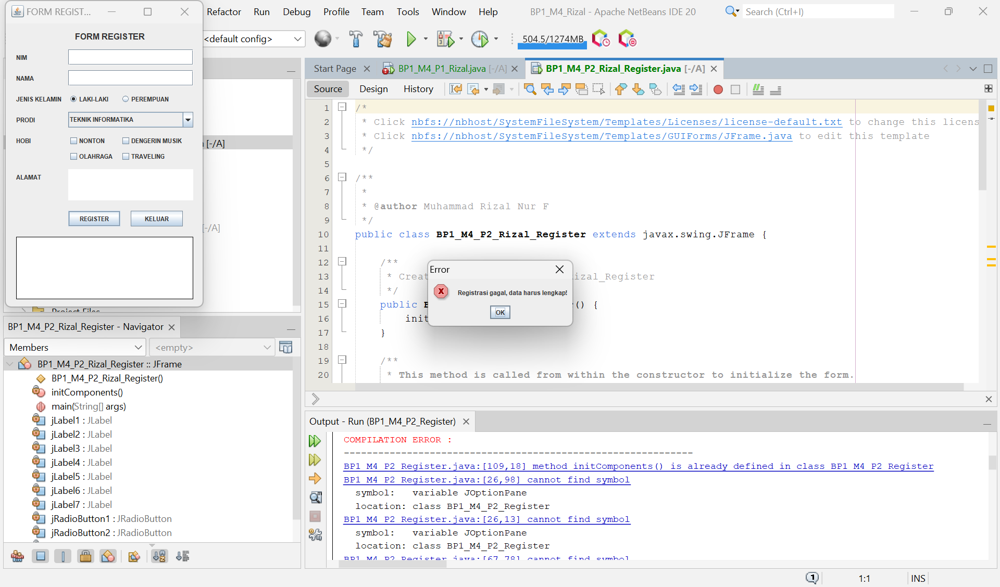 FORM REGIST...
Refactor Run Debug Profile Team Tools Window Help
BP1_M4_Rizal - Apache NetBeans IDE 20
Search (Ctrl+I)
FORM REGISTER
NIM
NAMA
JENIS KELAMIN LAKI-LAKI PEREMPUAN
PRODI TEKNIK INFORMATIKA
HOBI NONTON DENGERIN MUSIK
OLAHRAGA TRAVELING
ALAMAT
REGISTER KELUAR
<default config>
504.5/1274MB
[-/A]
[-/A]
Start Page BP1_M4_P1_Rizal.java [-/A] BP1_M4_P2_Rizal_Register.java [-/A]
Source Design History
1 /*
2 * Click nbfs://nbhost/SystemFileSystem/Templates/Licenses/license-default.txt to change this licens
3 * Click nbfs://nbhost/SystemFileSystem/Templates/GUIForms/JFrame.java to edit this template
4 */
5
6 /**
7 *
8 * @author Muhammad Rizal Nur F
9 */
10 public class BP1_M4_P2_Rizal_Register extends javax.swing.JFrame {
11
12 /**
13 * Creat izal_Register
14 */
15 public () {
16 init
17 }
18
19 /**
20 * This method is called from within the constructor to initialize the form.
Error
Registrasi gagal, data harus lengkap!
OK
Project Files
BP1_M4_P2_Rizal_Register - Navigator
Members <empty>
BP1_M4_P2_Rizal_Register :: JFrame
BP1_M4_P2_Rizal_Register()
initComponents()
main(String[] args)
jLabel1 : JLabel
jLabel2 : JLabel
jLabel3 : JLabel
jLabel4 : JLabel
jLabel5 : JLabel
jLabel6 : JLabel
jLabel7 : JLabel
jRadioButton1 : JRadioButton
jRadioButton2 : JRadioButton
Output - Run (BP1_M4_P2_Register)
COMPILATION ERROR :
-------------------------------------------------------------
BP1_M4_P2_Register.java:[109,18] method initComponents() is already defined in class BP1_M4_P2_Register
BP1_M4_P2_Register.java:[26,98] cannot find symbol
symbol: variable JOptionPane
location: class BP1_M4_P2_Register
BP1_M4_P2_Register.java:[26,13] cannot find symbol
symbol: variable JOptionPane
location: class BP1_M4_P2_Register
BP1_M4_P2_Register.java:[67,78] cannot find symbol
1 1:1 INS